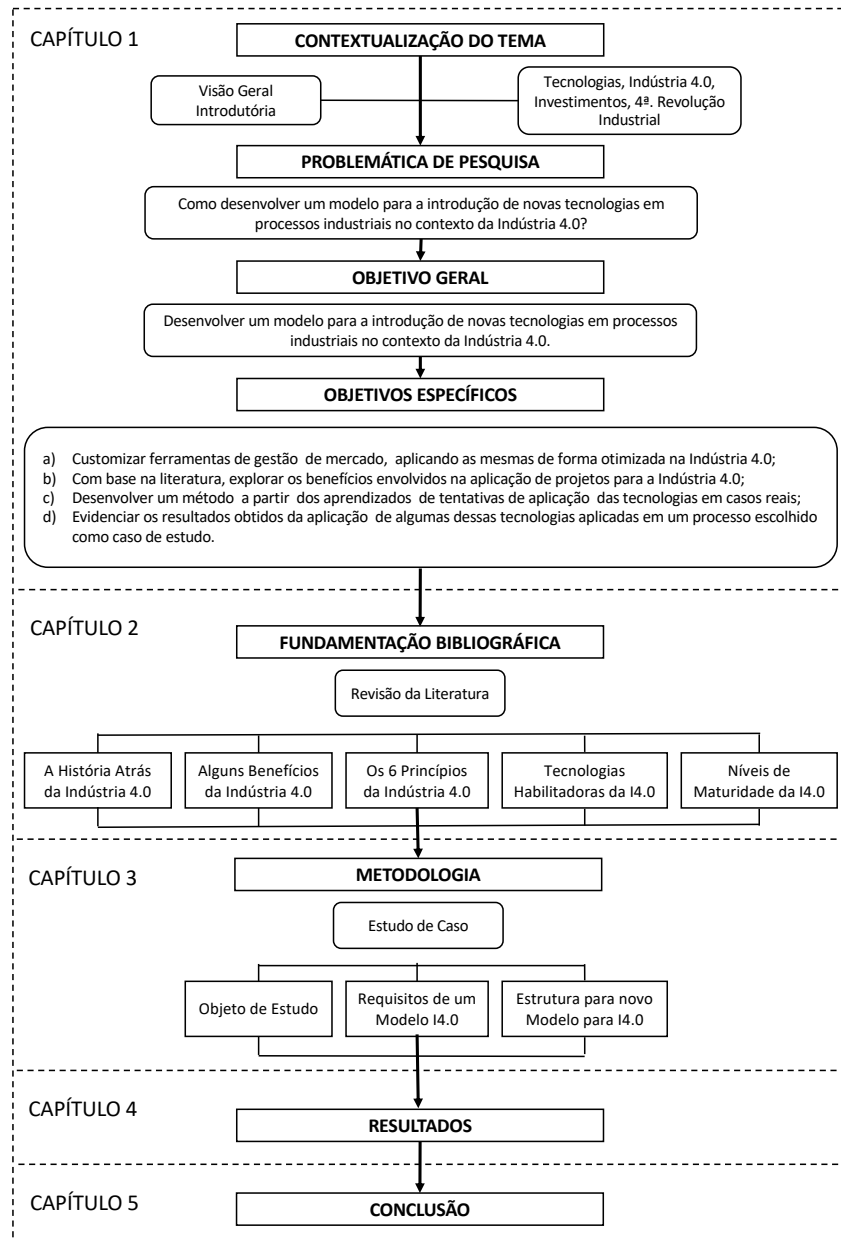 CAPÍTULO 1
CONTEXTUALIZAÇÃO DO TEMA
Visão Geral
Introdutória
Tecnologias, Indústria 4.0,
Investimentos, 4ª. Revolução
Industrial
PROBLEMÁTICA DE PESQUISA
Como desenvolver um modelo para a introdução de novas tecnologias em
processos industriais no contexto da Indústria 4.0?
OBJETIVO GERAL
Desenvolver um modelo para a introdução de novas tecnologias em processos
industriais no contexto da Indústria 4.0.
OBJETIVOS ESPECÍFICOS
a) Customizar ferramentas de gestão de mercado, aplicando as mesmas de forma otimizada na Indústria 4.0;
b) Com base na literatura, explorar os benefícios envolvidos na aplicação de projetos para a Indústria 4.0;
c) Desenvolver um método a partir dos aprendizados de tentativas de aplicação das tecnologias em casos reais;
d) Evidenciar os resultados obtidos da aplicação de algumas dessas tecnologias aplicadas em um processo escolhido
como caso de estudo.
CAPÍTULO 2
FUNDAMENTAÇÃO BIBLIOGRÁFICA
Revisão da Literatura
A História Atrás
da Indústria 4.0
Alguns Benefícios
da Indústria 4.0
Os 6 Princípios
da Indústria 4.0
Tecnologias
Habilitadoras da I4.0
Níveis de
Maturidade da I4.0
CAPÍTULO 3
METODOLOGIA
Estudo de Caso
Objeto de Estudo
Requisitos de um
Modelo I4.0
Estrutura para novo
Modelo para I4.0
CAPÍTULO 4
RESULTADOS
CAPÍTULO 5
CONCLUSÃO